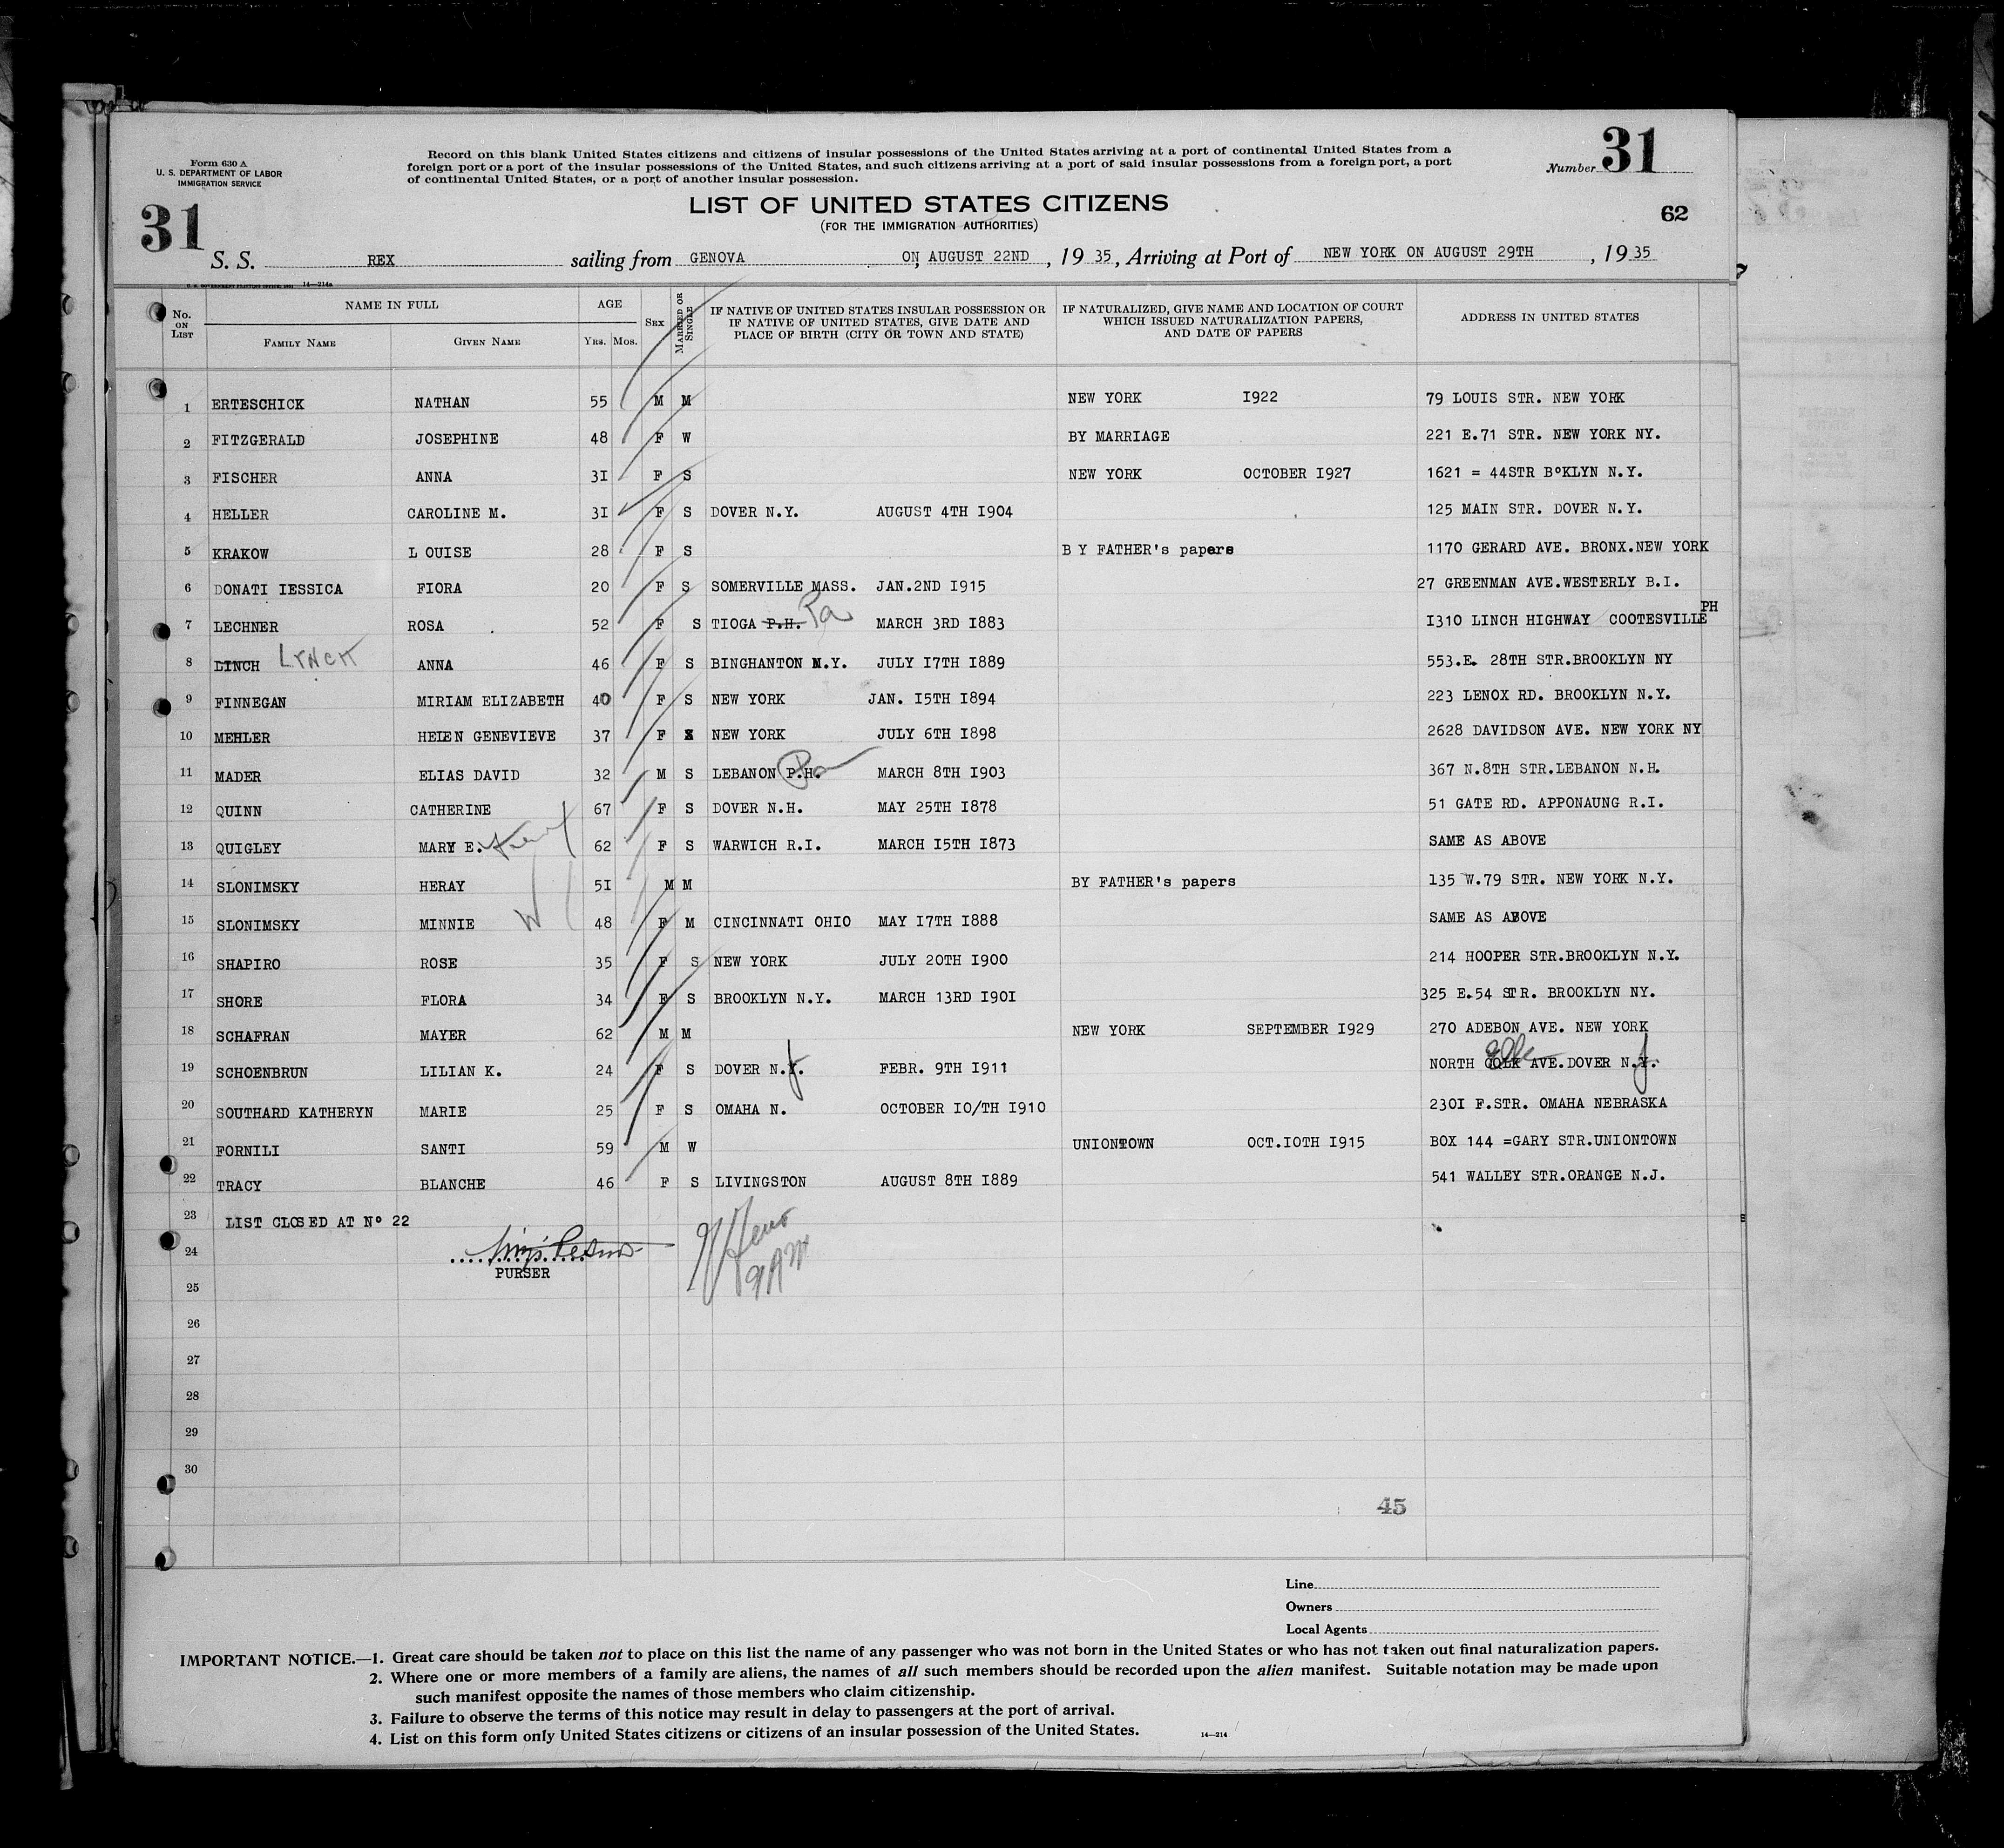 Form 630 A
U. S. DEPARTMENT OF LABOR
IMMIGRATION SERVICE
Record on this blank United States citizens and citizens of insular possessions of the United States arriving at a port of continental United States from a
foreign port or a port of the insular possessions of the United States, and such citizens arriving at a port of said insular possessions from a foreign port, a port
of continental United States, or a port of another insular possession.
Number 31
31
LIST OF UNITED STATES CITIZENS
(FOR THE IMMIGRATION AUTHORITIES)
62
S. S. REX sailing from GENOVA ON, AUGUST 22ND, 19 35, Arriving at Port of NEW YORK ON AUGUST 29TH, 19 35
14—214a
No. ON LIST
NAME IN FULL
FAMILY NAME GIVEN NAME
AGE
YRS. MOS.
SEX
MARRIED OR SINGLE
IF NATIVE OF UNITED STATES INSULAR POSSESSION OR
IF NATIVE OF UNITED STATES, GIVE DATE AND
PLACE OF BIRTH (CITY OR TOWN AND STATE)
IF NATURALIZED, GIVE NAME AND LOCATION OF COURT
WHICH ISSUED NATURALIZATION PAPERS,
AND DATE OF PAPERS
ADDRESS IN UNITED STATES
1 ERTESCHICK NATHAN 55 M M NEW YORK I922 79 LOUIS STR. NEW YORK
2 FITZGERALD JOSEPHINE 48 F W BY MARRIAGE 221 E.71 STR. NEW YORK NY.
3 FISCHER ANNA 3I F S NEW YORK OCTOBER I927 1621 = 44STR BºKLYN N.Y.
4 HELLER CAROLINE M. 3I F S DOVER N.Y. AUGUST 4TH I904 125 MAIN STR. DOVER N.Y.
5 KRAKOW L OUISE 28 F S B Y FATHER's papers 1170 GERARD AVE. BRONX.NEW YORK
6 DONATI IESSICA FIORA 20 F S SOMERVILLE MASS. JAN.2ND I915 27 GREENMAN AVE.WESTERLY B.I.
7 LECHNER ROSA 52 F S TIOGA P.H. Pa MARCH 3RD I883 I310 LINCH HIGHWAY COOTESVILLE PH
8 LINCH LYNCH ANNA 46 F S BINGHANTON N.Y. JULY I7TH I889 553.E. 28TH STR.BROOKLYN NY
9 FINNEGAN MIRIAM ELIZABETH 40 F S NEW YORK JAN. I5TH I894 223 LENOX RD. BROOKLYN N.Y.
10 MEHLER HELEN GENEVIEVE 37 F S NEW YORK JULY 6TH I898 2628 DAVIDSON AVE. NEW YORK NY
11 MADER ELIAS DAVID 32 M S LEBANON P.H. Pa MARCH 8TH I903 367 N.8TH STR.LEBANON N.H.
12 QUINN CATHERINE 67 F S DOVER N.H. MAY 25TH I878 51 GATE RD. APPONAUNG R.I.
13 QUIGLEY MARY E. 62 F S WARWICH R.I. MARCH I5TH I873 SAME AS ABOVE
14 SLONIMSKY HERAY 5I M M BY FATHER's papers 135 W.79 STR. NEW YORK N.Y.
15 SLONIMSKY MINNIE 48 F M CINCINNATI OHIO MAY I7TH I888 SAME AS ABOVE
16 SHAPIRO ROSE 35 F S NEW YORK JULY 20TH I900 214 HOOPER STR.BROOKLYN N.Y.
17 SHORE FLORA 34 F S BROOKLYN N.Y. MARCH 13RD I90I 325 E.54 STR. BROOKLYN NY.
18 SCHAFRAN MAYER 62 M M NEW YORK SEPTEMBER I929 270 ADEBON AVE. NEW YORK
19 SCHOENBRUN LILIAN K. 24 F S DOVER N.Y. J FEBR. 9TH I911 NORTH COLK AVE.DOVER N.Y. J
20 SOUTHARD KATHERYN MARIE 25 F S OMAHA N. OCTOBER IO/TH I910 230I F.STR. OMAHA NEBRASKA
21 FORNILI SANTI 59 M W UNIONTOWN OCT.IOTH I915 BOX 144 =GARY STR.UNIONTOWN
22 TRACY BLANCHE 46 F S LIVINGSTON AUGUST 8TH I889 541 WALLEY STR.ORANGE N.J.
23 LIST CLOSED AT Nº 22
24
PURSER
25
26
27
28
29
30
45
Line
Owners
Local Agents
IMPORTANT NOTICE.—1. Great care should be taken not to place on this list the name of any passenger who was not born in the United States or who has not taken out final naturalization papers.
2. Where one or more members of a family are aliens, the names of all such members should be recorded upon the alien manifest. Suitable notation may be made upon
such manifest opposite the names of those members who claim citizenship.
3. Failure to observe the terms of this notice may result in delay to passengers at the port of arrival.
4. List on this form only United States citizens or citizens of an insular possession of the United States.
14—214